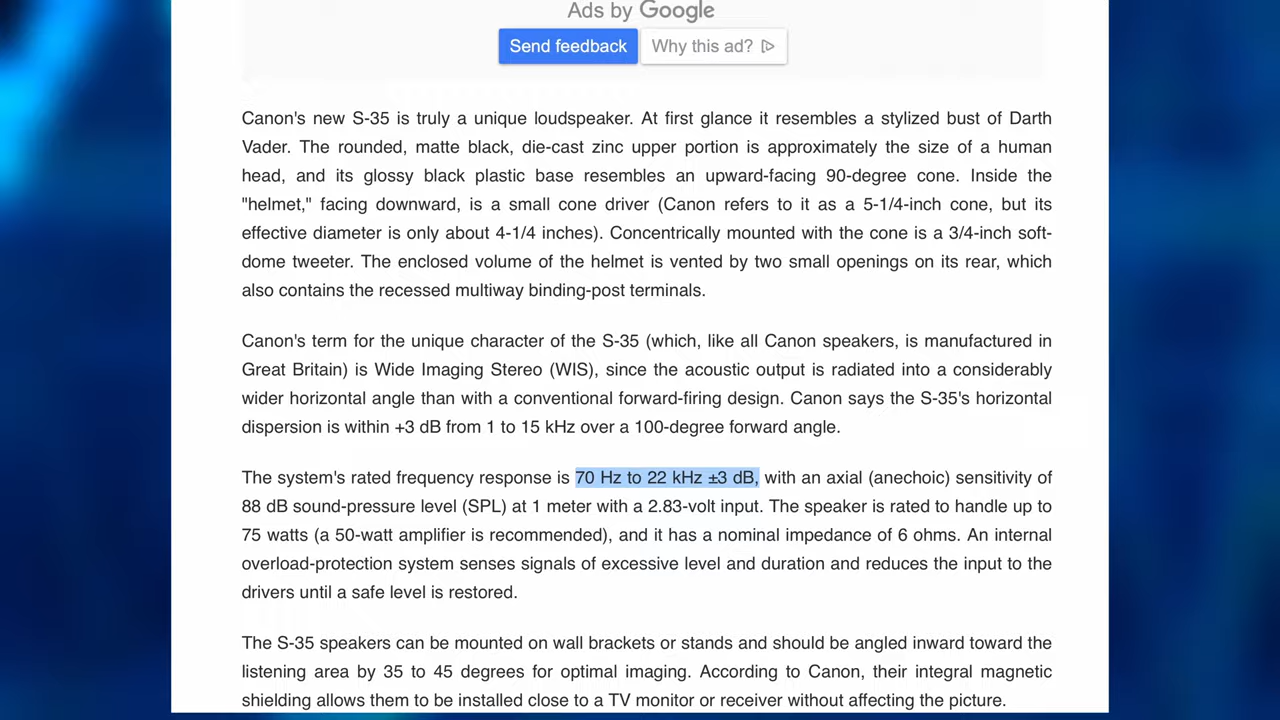 Ads by Google
Send feedback
Why this ad?
Canon's new S-35 is truly a unique loudspeaker. At first glance it resembles a stylized bust of Darth
Vader. The rounded, matte black, die-cast zinc upper portion is approximately the size of a human
head, and its glossy black plastic base resembles an upward-facing 90-degree cone. Inside the
"helmet," facing downward, is a small cone driver (Canon refers to it as a 5-1/4-inch cone, but its
effective diameter is only about 4-1/4 inches). Concentrically mounted with the cone is a 3/4-inch soft-
dome tweeter. The enclosed volume of the helmet is vented by two small openings on its rear, which
also contains the recessed multiway binding-post terminals.
Canon's term for the unique character of the S-35 (which, like all Canon speakers, is manufactured in
Great Britain) is Wide Imaging Stereo (WIS), since the acoustic output is radiated into a considerably
wider horizontal angle than with a conventional forward-firing design. Canon says the S-35's horizontal
dispersion is within +3 dB from 1 to 15 kHz over a 100-degree forward angle.
The system's rated frequency response is 70 Hz to 22 kHz ±3 dB, with an axial (anechoic) sensitivity of
88 dB sound-pressure level (SPL) at 1 meter with a 2.83-volt input. The speaker is rated to handle up to
75 watts (a 50-watt amplifier is recommended), and it has a nominal impedance of 6 ohms. An internal
overload-protection system senses signals of excessive level and duration and reduces the input to the
drivers until a safe level is restored.
The S-35 speakers can be mounted on wall brackets or stands and should be angled inward toward the
listening area by 35 to 45 degrees for optimal imaging. According to Canon, their integral magnetic
shielding allows them to be installed close to a TV monitor or receiver without affecting the picture.